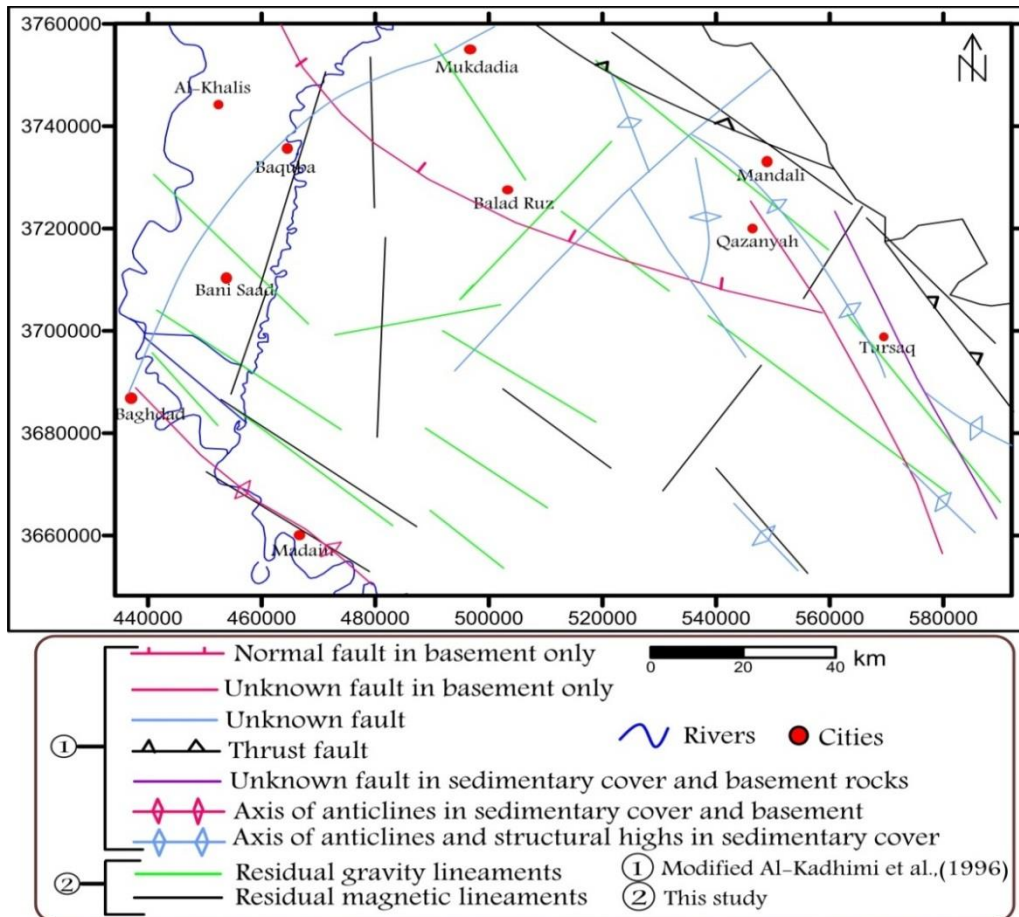 3760000
3740000
3720000
3700000
3680000
3660000
440000 460000 480000 500000 520000 540000 560000 580000
N
Mukdadia
Al-Khalis
Baquba
Mandali
Balad Ruz
Qazanyah
Bani Saad
Tursaq
Baghdad
Madain
Normal fault in basement only
0 20 40 km
Unknown fault in basement only
Unknown fault
Rivers
Cities
1
Thrust fault
Unknown fault in sedimentary cover and basement rocks
Axis of anticlines in sedimentary cover and basement
Axis of anticlines and structural highs in sedimentary cover
2
Residual gravity lineaments
1 Modified Al-Kadhimi et al.,(1996)
Residual magnetic lineaments
2 This study